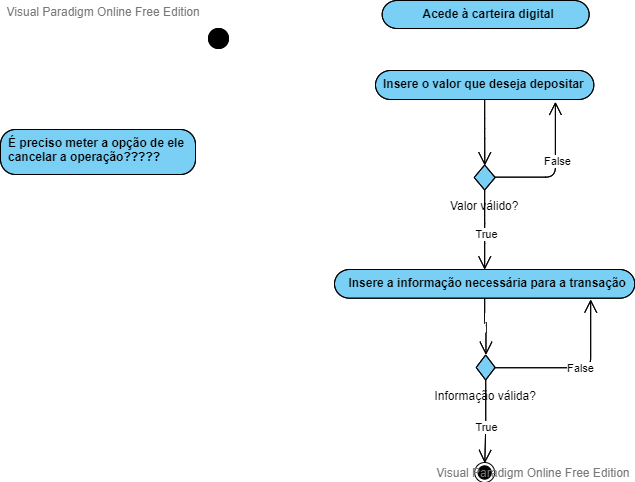 Visual Paradigm Online Free Edition
Acede à carteira digital
Insere o valor que deseja depositar
É preciso meter a opção de ele
cancelar a operação?????
False
Valor válido?
True
Insere a informação necessária para a transação
False
Informação válida?
True
Visual Paradigm Online Free Edition